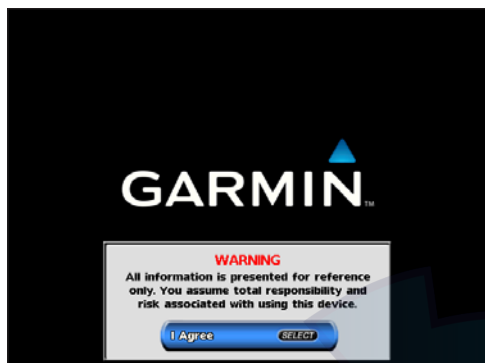 GARMIN™
WARNING
All information is presented for reference
only. You assume total responsibility and
risk associated with using this device.
I Agree SELECT